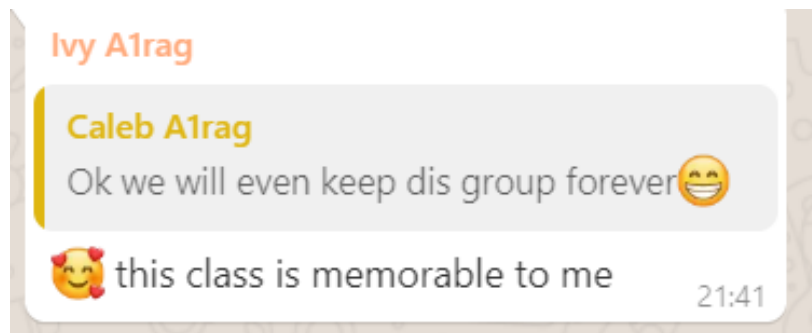 Ivy A1rag
Caleb A1rag
Ok we will even keep dis group forever😁
🥰 this class is memorable to me
21:41